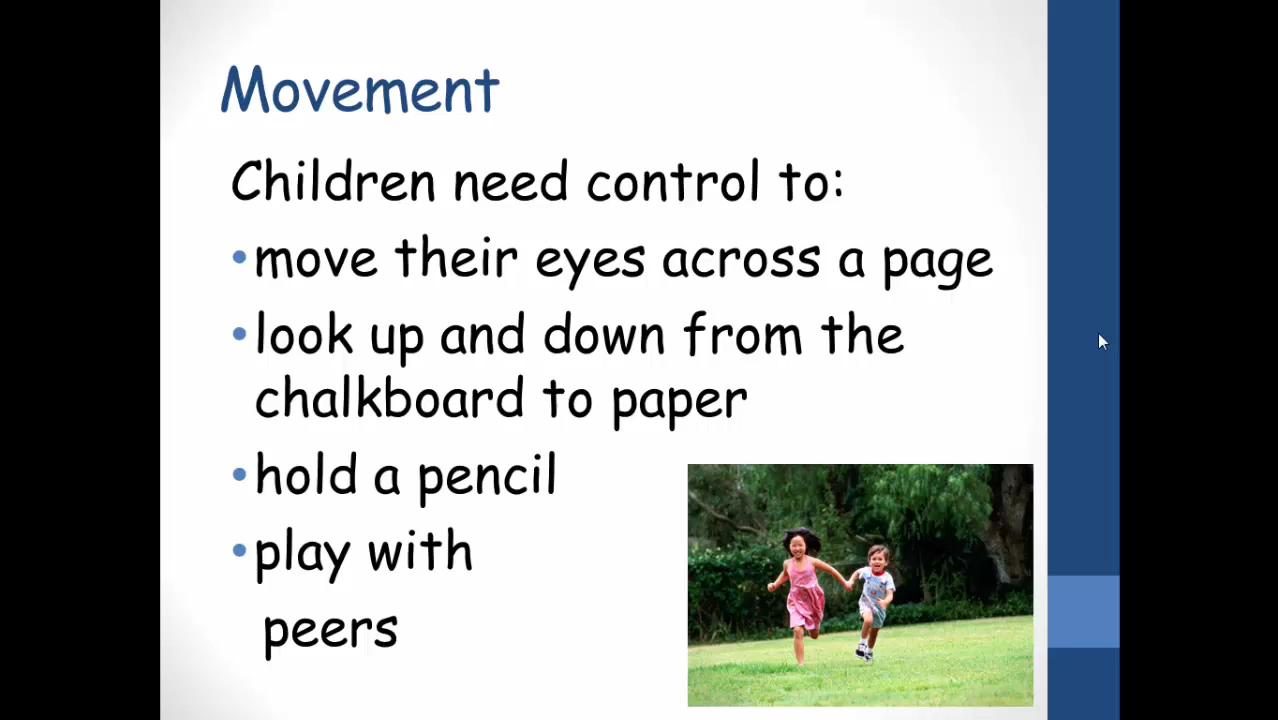 Movement
Children need control to:
•move their eyes across a page
•look up and down from the
chalkboard to paper
•hold a pencil
•play with
peers